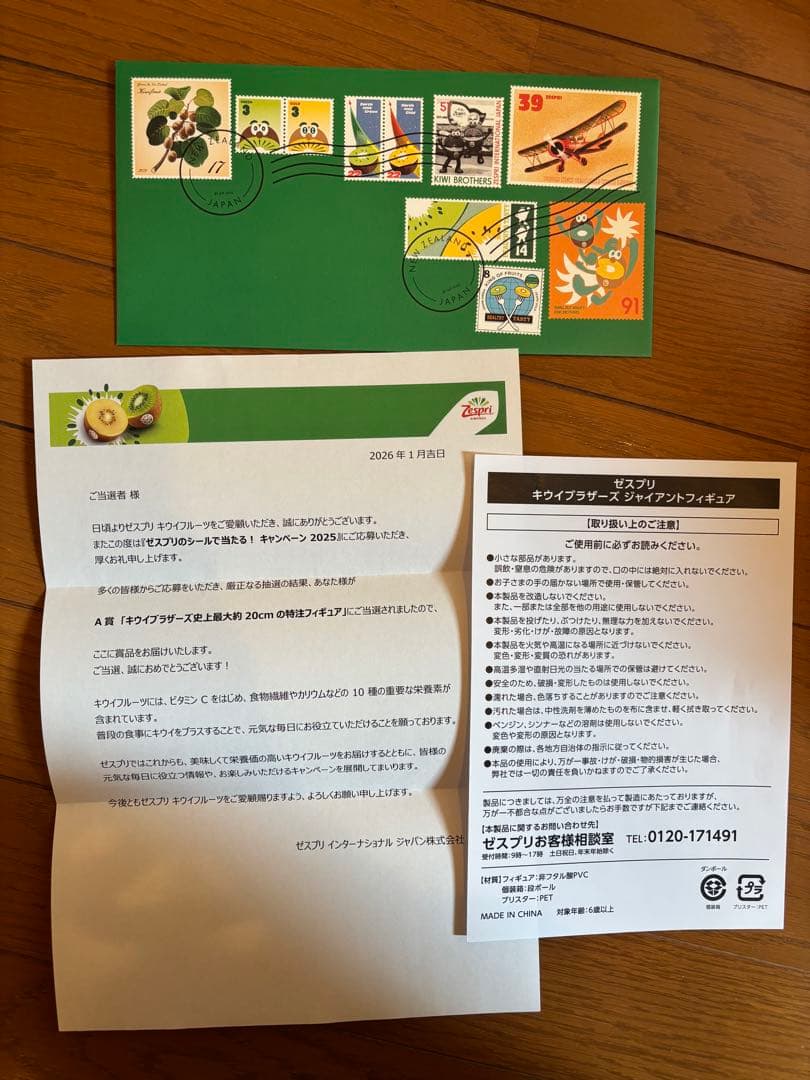 17
3
3
5
KIWI BROTHERS
39 ZESPRI
NEW ZEALAND
JAPAN
14
NEW ZEALAND
JAPAN
8
KING OF FRUITS
HEALTHY TASTY
91
Zespri
2026 年 1 月吉日
ご当選者 様
日頃よりゼスプリ キウイフルーツをご愛顧いただき、誠にありがとうございます。
またこの度は『ゼスプリのシールで当たる！ キャンペーン 2025』にご応募いただき、
厚くお礼申し上げます。
多くの皆様からご応募をいただき、厳正なる抽選の結果、あなた様が
A 賞 「キウイブラザーズ史上最大約 20cm の特注フィギュア」にご当選されましたので、
ここに賞品をお届けいたします。
ご当選、誠におめでとうございます！
キウイフルーツには、ビタミン C をはじめ、食物繊維やカリウムなどの 10 種の重要な栄養素が
含まれています。
普段の食事にキウイをプラスすることで、元気な毎日にお役立ていただけることを願っております。
ゼスプリではこれからも、美味しくて栄養価の高いキウイフルーツをお届けするとともに、皆様の
元気な毎日に役立つ情報や、お楽しみいただけるキャンペーンを展開してまいります。
今後ともゼスプリ キウイフルーツをご愛顧賜りますよう、よろしくお願い申し上げます。
ゼスプリ インターナショナル ジャパン株式会社
ゼスプリ
キウイブラザーズ ジャイアントフィギュア
【取り扱い上のご注意】
ご使用前に必ずお読みください。
●小さな部品があります。
誤飲・窒息の危険がありますので、口の中には絶対に入れないでください。
●お子さまの手の届かない場所で使用・保管してください。
●本製品を改造しないでください。
また、一部または全部を他の用途に使用しないでください。
●本製品を投げたり、ぶつけたり、無理な力を加えないでください。
変形・劣化・けが・故障の原因となります。
●本製品を火気や高温になる場所に近づけないでください。
変色・変形・変質の恐れがあります。
●高温多湿や直射日光の当たる場所での保管は避けてください。
●安全のため、破損・変形したものは使用しないでください。
●濡れた場合、色落ちすることがありますのでご注意ください。
●汚れた場合は、中性洗剤を薄めたものを布に含ませ、軽く拭き取ってください。
●ベンジン、シンナーなどの溶剤は使用しないでください。
変色や変形の原因となります。
●廃棄の際は、各地方自治体の指示に従ってください。
●本品の使用により、万が一事故・けが・破損・物的損害が生じた場合、
弊社では一切の責任を負いかねますのでご了承ください。
製品につきましては、万全の注意を払って製造にあたっておりますが、
万が一不都合な点がございましたらお手数ですが下記までご連絡ください。
【本製品に関するお問い合わせ先】
ゼスプリお客様相談室 TEL:0120-171491
受付時間:9時～17時 土日祝日、年末年始除く
【材質】フィギュア:非フタル酸PVC
個装箱:段ボール
ブリスター:PET
MADE IN CHINA 対象年齢:6歳以上
ダンボール
個装箱
プラ
ブリスター:PET